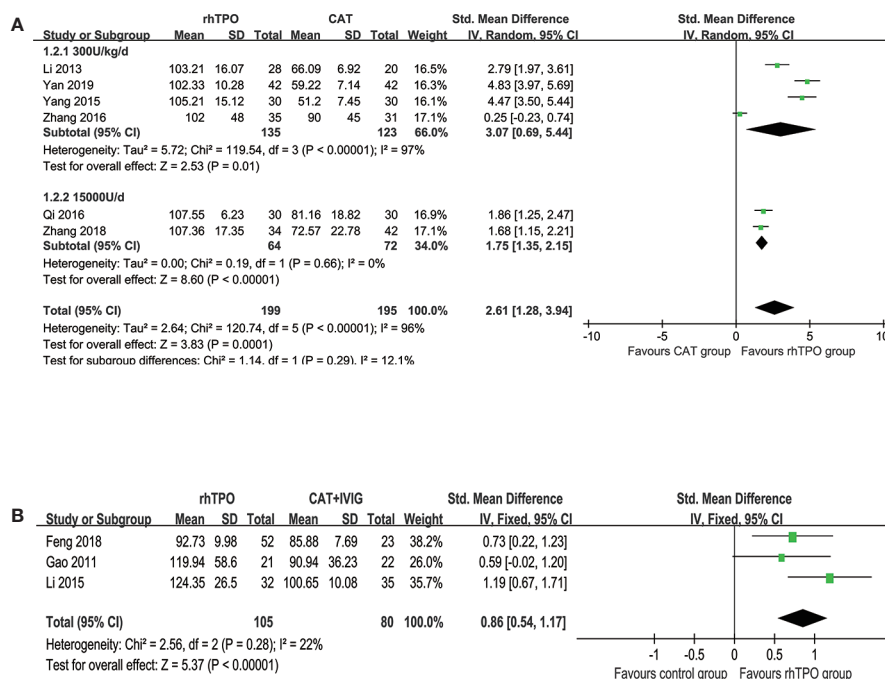 A
rhTPO CAT Std. Mean Difference Std. Mean Difference
Study or Subgroup Mean SD Total Mean SD Total Weight IV, Random, 95% CI IV, Random, 95% CI
1.2.1 300U/kg/d
Li 2013 103.21 16.07 28 66.09 6.92 20 16.5% 2.79 [1.97, 3.61]
Yan 2019 102.33 10.28 42 59.22 7.14 42 16.3% 4.83 [3.97, 5.69]
Yang 2015 105.21 15.12 30 51.2 7.45 30 16.1% 4.47 [3.50, 5.44]
Zhang 2016 102 48 35 90 45 31 17.1% 0.25 [-0.23, 0.74]
Subtotal (95% CI) 135 123 66.0% 3.07 [0.69, 5.44]
Heterogeneity: Tau² = 5.72; Chi² = 119.54, df = 3 (P < 0.00001); I² = 97%
Test for overall effect: Z = 2.53 (P = 0.01)
1.2.2 15000U/d
Qi 2016 107.55 6.23 30 81.16 18.82 30 16.9% 1.86 [1.25, 2.47]
Zhang 2018 107.36 17.35 34 72.57 22.78 42 17.1% 1.68 [1.15, 2.21]
Subtotal (95% CI) 64 72 34.0% 1.75 [1.35, 2.15]
Heterogeneity: Tau² = 0.00; Chi² = 0.19, df = 1 (P = 0.66); I² = 0%
Test for overall effect: Z = 8.60 (P < 0.00001)
Total (95% CI) 199 195 100.0% 2.61 [1.28, 3.94]
Heterogeneity: Tau² = 2.64; Chi² = 120.74, df = 5 (P < 0.00001); I² = 96%
Test for overall effect: Z = 3.83 (P = 0.0001)
Test for subgroup differences: Chi² = 1.14, df = 1 (P = 0.29), I² = 12.1%
-10 -5 0 5 10
Favours CAT group Favours rhTPO group
B
rhTPO CAT+IVIG Std. Mean Difference Std. Mean Difference
Study or Subgroup Mean SD Total Mean SD Total Weight IV, Fixed, 95% CI IV, Fixed, 95% CI
Feng 2018 92.73 9.98 52 85.88 7.69 23 38.2% 0.73 [0.22, 1.23]
Gao 2011 119.94 58.6 21 90.94 36.23 22 26.0% 0.59 [-0.02, 1.20]
Li 2015 124.35 26.5 32 100.65 10.08 35 35.7% 1.19 [0.67, 1.71]
Total (95% CI) 105 80 100.0% 0.86 [0.54, 1.17]
Heterogeneity: Chi² = 2.56, df = 2 (P = 0.28); I² = 22%
Test for overall effect: Z = 5.37 (P < 0.00001)
-1 -0.5 0 0.5 1
Favours control group Favours rhTPO group